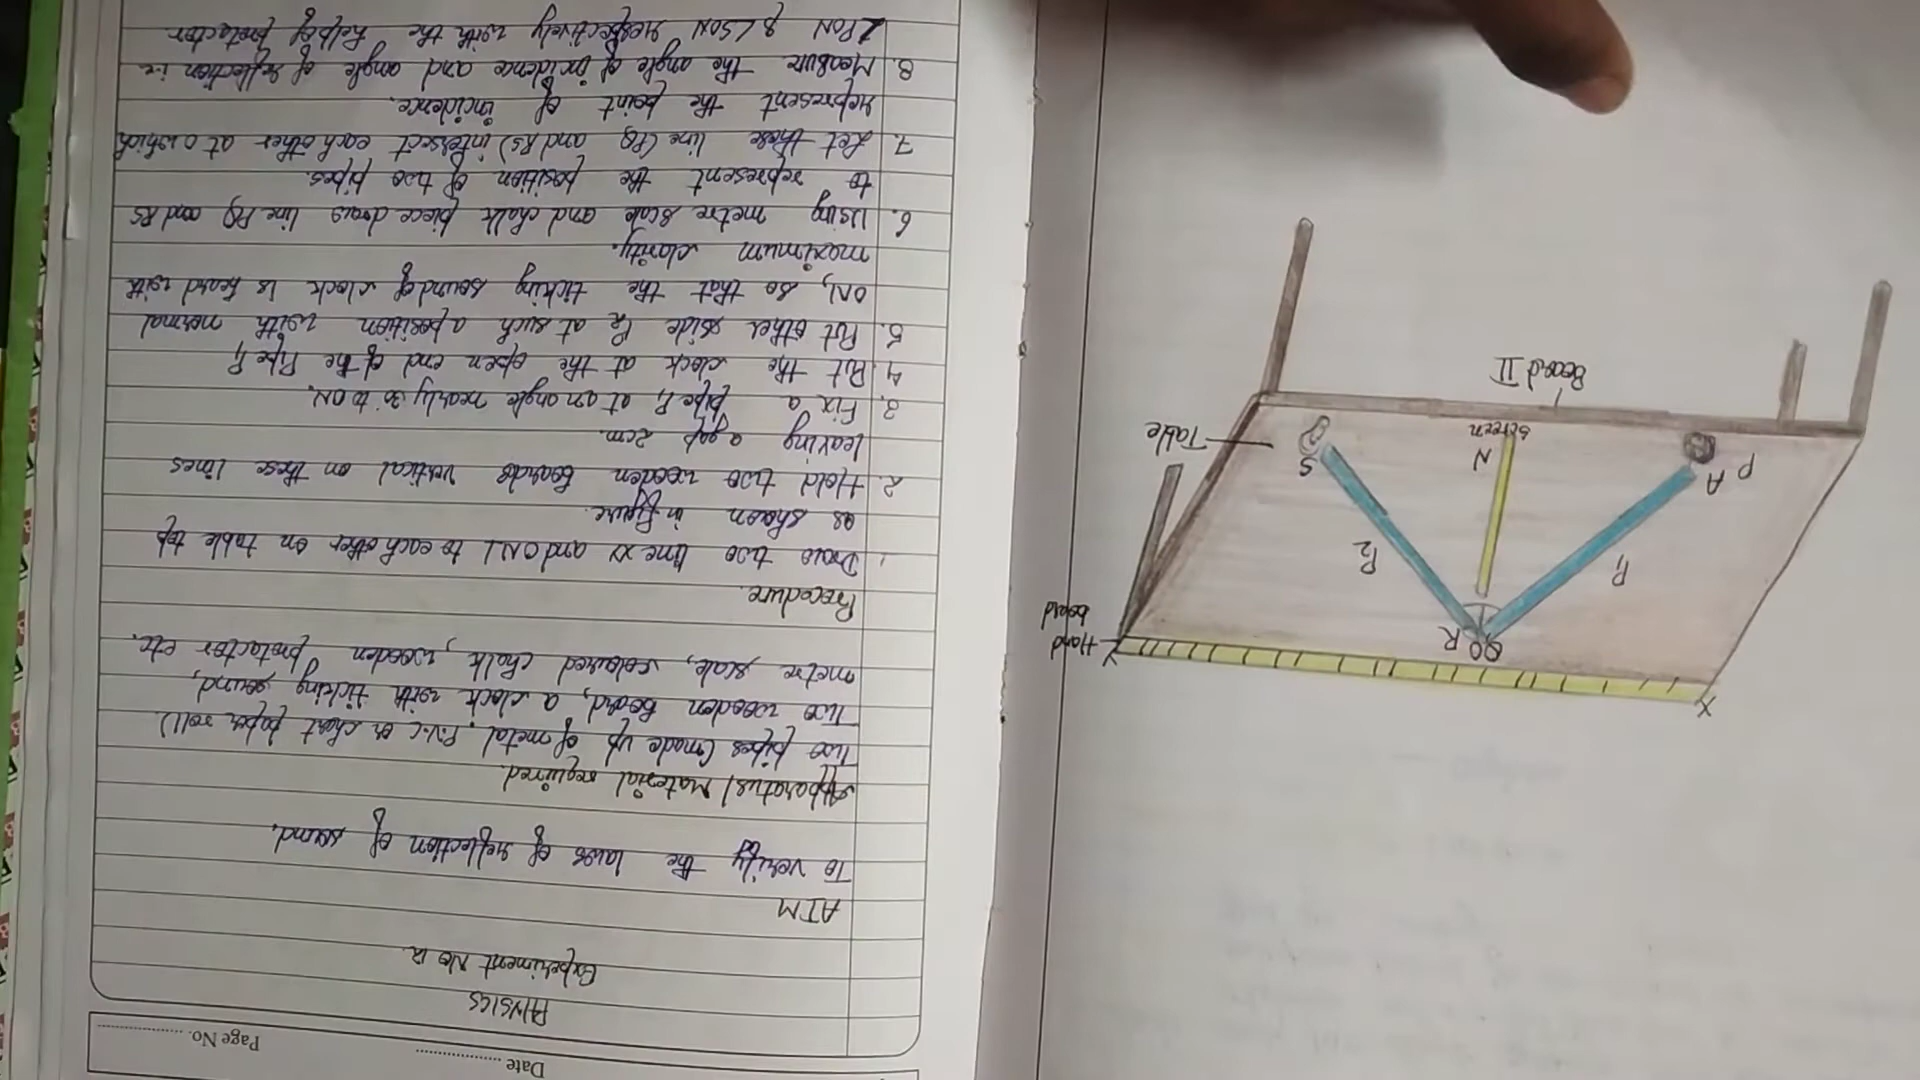 Date
Page No.
PHYSICS
Experiment No 12.
AIM
To verify the laws of reflection of sound.
Apparatus/Material required.
Two pipes (made up of metal, P.V.C or chart paper roll)
Two wooden board, a clock with ticking sound,
metre scale, coloured chalk, wooden protactor etc.
Procedure.
1. Draw two line XY and ON ⊥ to each other on table top
as shown in figure.
2. Hold two wooden boards vertical on these lines
leaving a gap 2cm.
3. Fix a pipe P1 at an angle nearly 30° to ON.
4. Put the clock at the open end of the Pipe P1
5. Put other side P2 at such a position with normal
ON, so that the ticking sound of clock is heard with
maximum clarity.
6. Using metre scale and chalk piece draw line PQ and RS
to represent the position of two pipes.
7. Let these line (PQ and RS) intersect each other at O which
represent the point of incidence.
8. Measure the angle of incidence and angle of reflection i.e.
∠PON & ∠SON respectively with the help of protactor
X
Y
Hard
board
Q O R
P1
P2
A
P
N
Screen
S
Table
Board II